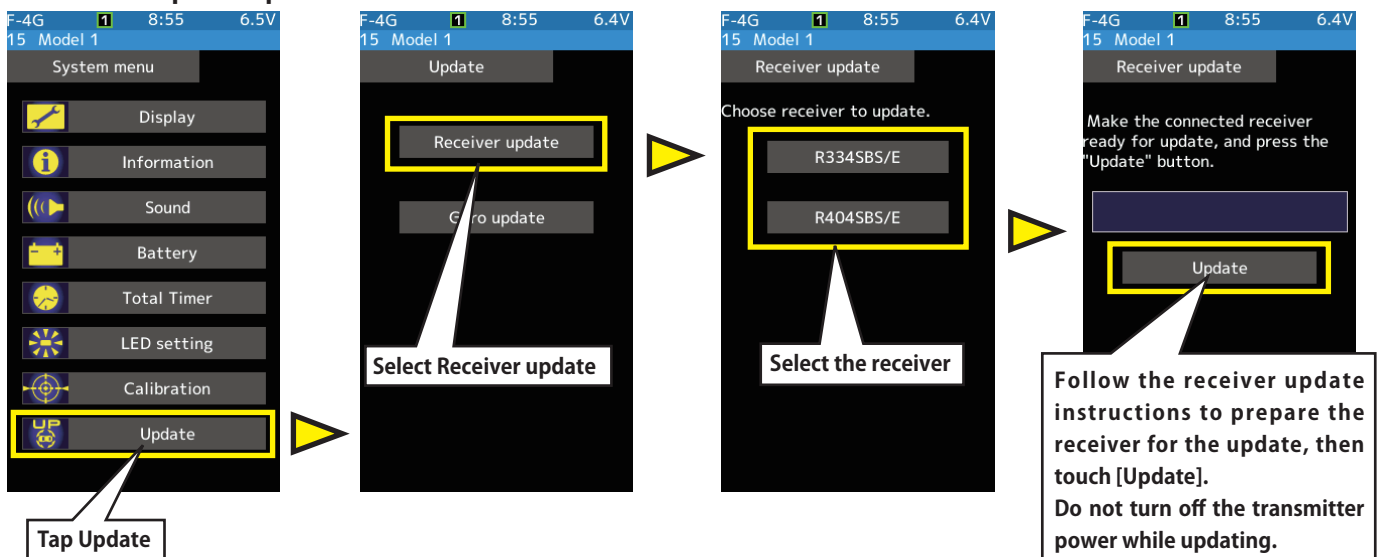 F-4G 1 8:55 6.5V
15 Model 1
System menu
Display
Information
Sound
Battery
Total Timer
LED setting
Calibration
UP Update
Tap Update
F-4G 1 8:55 6.4V
15 Model 1
Update
Receiver update
update
Select Receiver update
F-4G 1 8:55 6.4V
15 Model 1
Receiver update
Choose receiver to update.
R334SBS/E
R404SBS/E
Select the receiver
F-4G 1 8:55 6.4V
15 Model 1
Receiver update
Make the connected receiver
ready for update, and press the
"Update" button.
Update
Follow the receiver update
instructions to prepare the
receiver for the update, then
touch [Update].
Do not turn off the transmitter
power while updating.